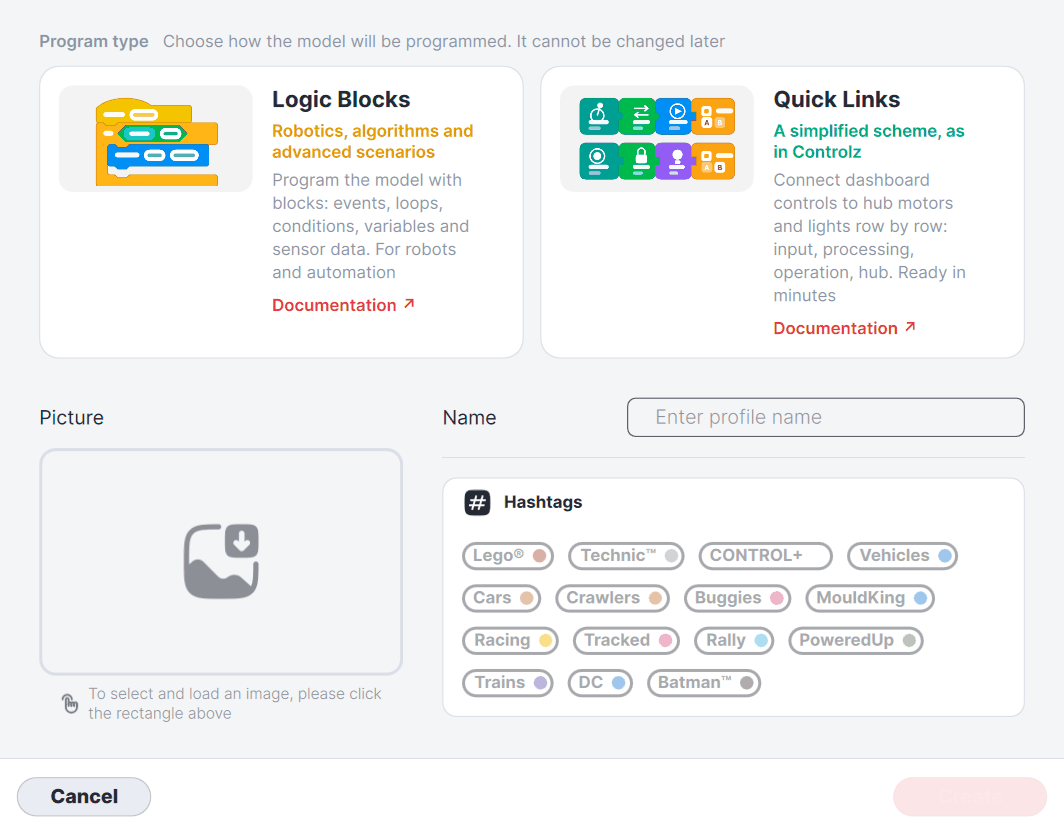 Program type Choose how the model will be programmed. It cannot be changed later
Logic Blocks
Robotics, algorithms and
advanced scenarios
Program the model with
blocks: events, loops,
conditions, variables and
sensor data. For robots
and automation
Documentation ↗
A
B
A
B
Quick Links
A simplified scheme, as
in Controlz
Connect dashboard
controls to hub motors
and lights row by row:
input, processing,
operation, hub. Ready in
minutes
Documentation ↗
Picture
To select and load an image, please click
the rectangle above
Name Enter profile name
# Hashtags
Lego® Technic™ CONTROL+ Vehicles
Cars Crawlers Buggies MouldKing
Racing Tracked Rally PoweredUp
Trains DC Batman™
Cancel